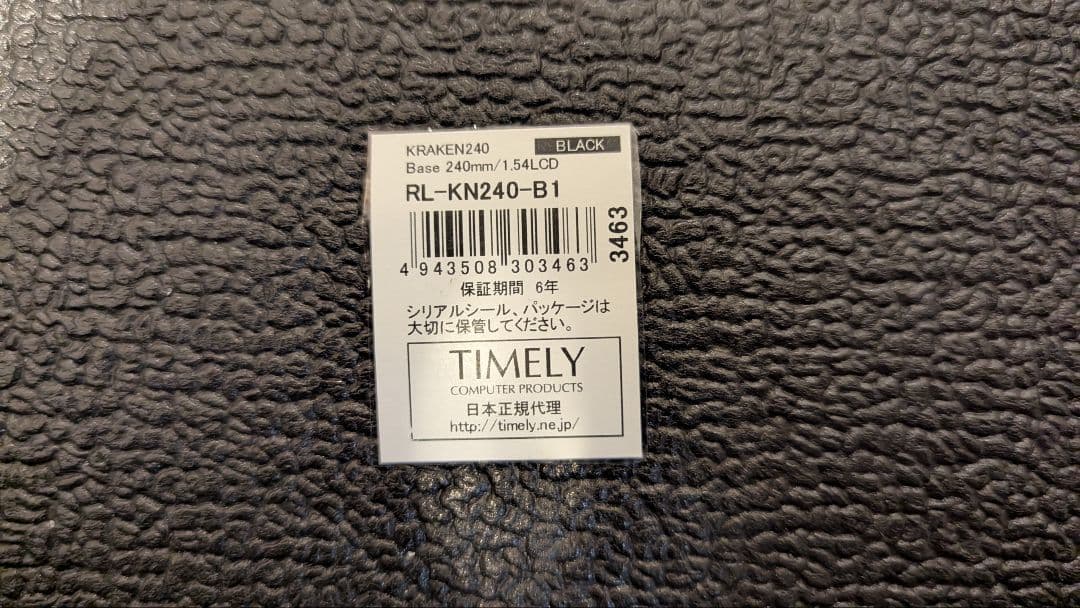 KRAKEN240 BLACK
Base 240mm/1.54LCD
RL-KN240-B1
3463
4 943508 303463
保証期間 6年
シリアルシール、パッケージは
大切に保管してください。
TIMELY
COMPUTER PRODUCTS
日本正規代理
http://timely.ne.jp/